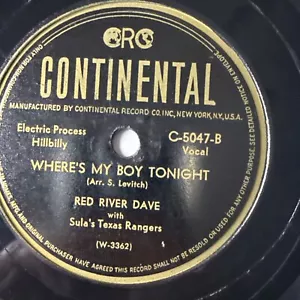 CRC
CONTINENTAL
MANUFACTURED BY CONTINENTAL RECORD CO. INC., NEW YORK, N.Y., U.S.A.
Electric Process
Hillbilly
C-5047-B
Vocal
WHERE'S MY BOY TONIGHT
(Arr. S. Levitch)
RED RIVER DAVE
with
Sula's Texas Rangers
(W-3362)